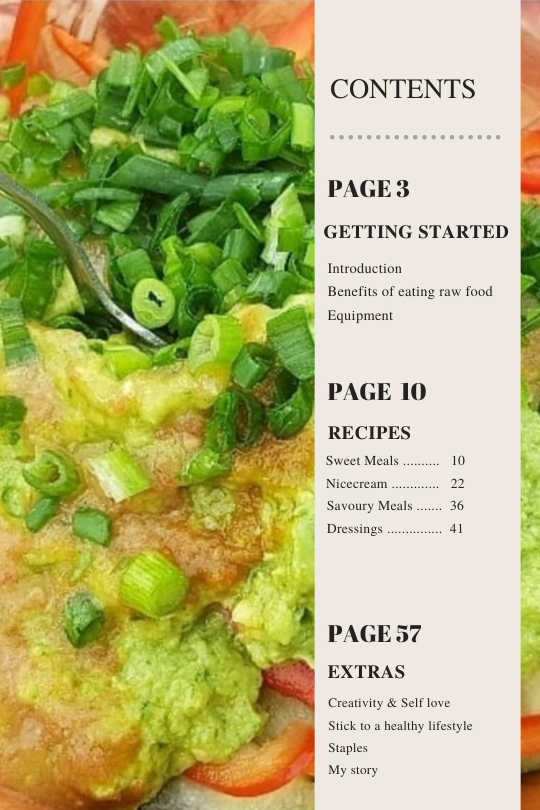 CONTENTS
PAGE 3
GETTING STARTED
Introduction
Benefits of eating raw food
Equipment
PAGE 10
RECIPES
Sweet Meals ......... 10
Nicecream ............. 22
Savoury Meals ....... 36
Dressings ............... 41
PAGE 57
EXTRAS
Creativity & Self love
Stick to a healthy lifestyle
Staples
My story